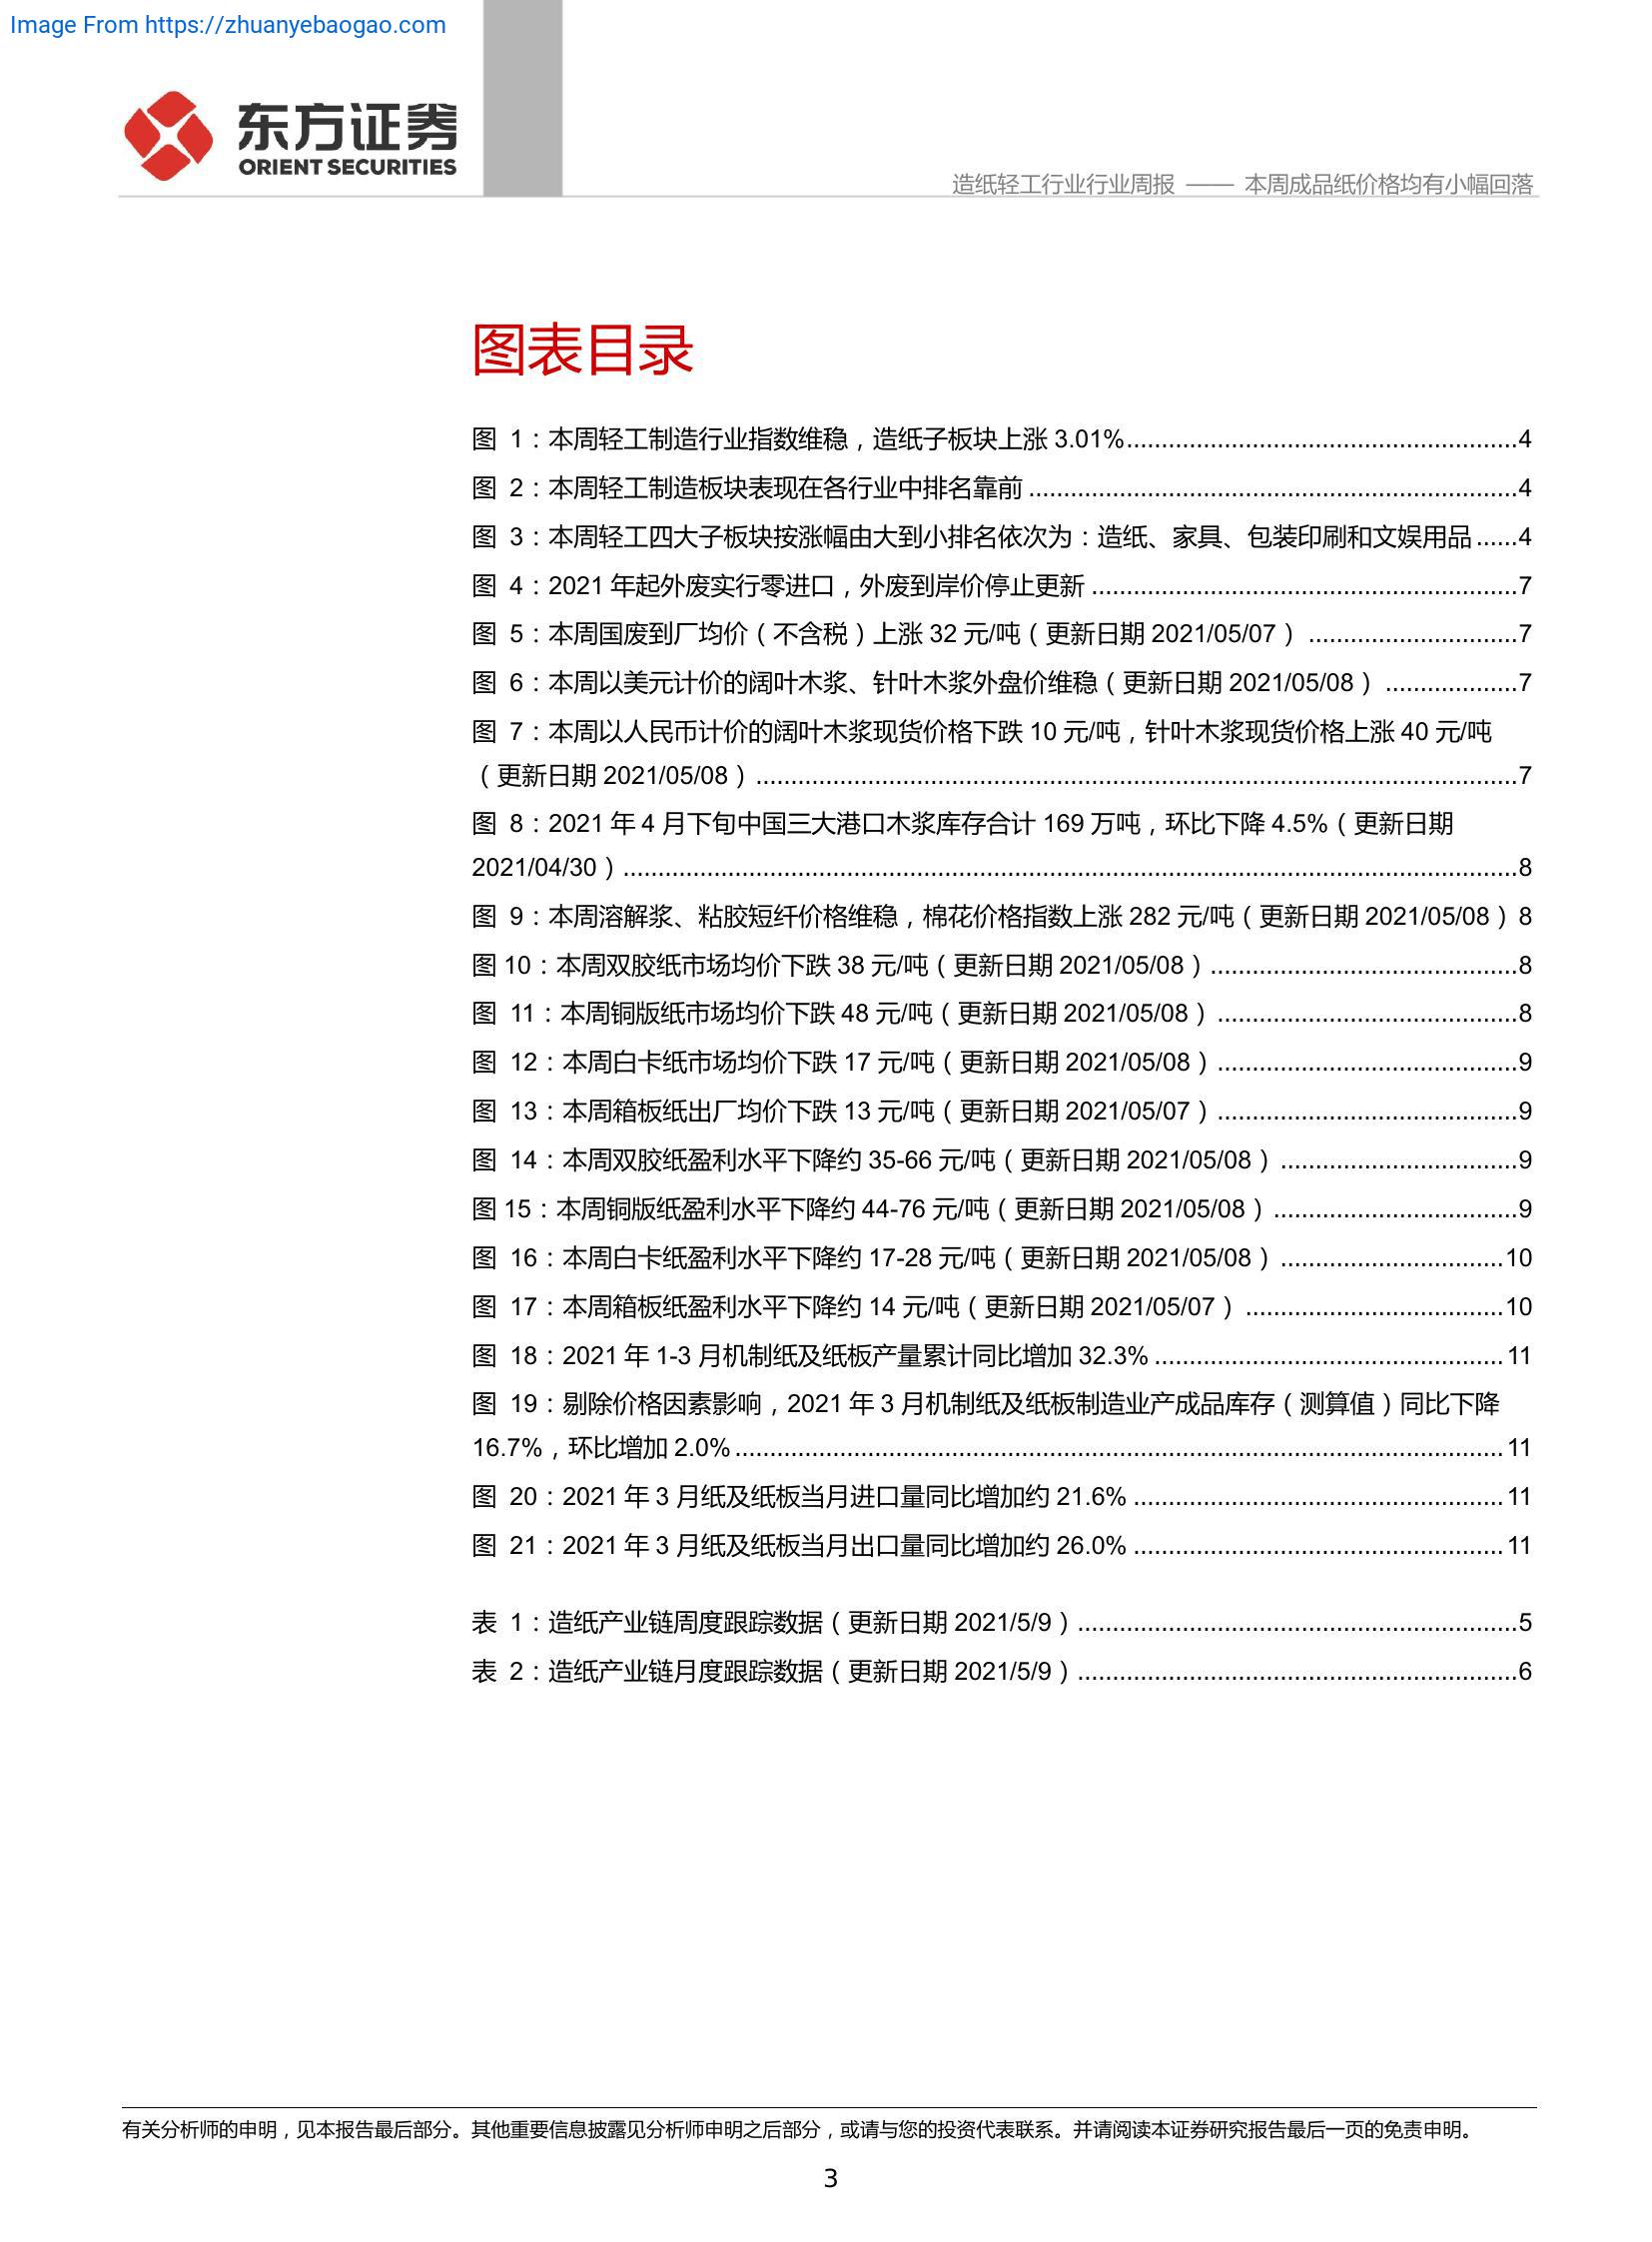 Image From https://zhuanyebaogao.com
东方证券
ORIENT SECURITIES
造纸轻工行业行业周报 —— 本周成品纸价格均有小幅回落
图表目录
图 1：本周轻工制造行业指数维稳，造纸子板块上涨 3.01%........................................................4
图 2：本周轻工制造板块表现在各行业中排名靠前 ......................................................................4
图 3：本周轻工四大子板块按涨幅由大到小排名依次为：造纸、家具、包装印刷和文娱用品 ......4
图 4：2021 年起外废实行零进口，外废到岸价停止更新 .............................................................7
图 5：本周国废到厂均价（不含税）上涨 32 元/吨（更新日期 2021/05/07） ..............................7
图 6：本周以美元计价的阔叶木浆、针叶木浆外盘价维稳（更新日期 2021/05/08） ...................7
图 7：本周以人民币计价的阔叶木浆现货价格下跌 10 元/吨，针叶木浆现货价格上涨 40 元/吨
（更新日期 2021/05/08）.............................................................................................................7
图 8：2021 年 4 月下旬中国三大港口木浆库存合计 169 万吨，环比下降 4.5%（更新日期
2021/04/30）................................................................................................................................8
图 9：本周溶解浆、粘胶短纤价格维稳，棉花价格指数上涨 282 元/吨（更新日期 2021/05/08）8
图 10：本周双胶纸市场均价下跌 38 元/吨（更新日期 2021/05/08）............................................8
图 11：本周铜版纸市场均价下跌 48 元/吨（更新日期 2021/05/08） ...........................................8
图 12：本周白卡纸市场均价下跌 17 元/吨（更新日期 2021/05/08） ...........................................9
图 13：本周箱板纸出厂均价下跌 13 元/吨（更新日期 2021/05/07） ...........................................9
图 14：本周双胶纸盈利水平下降约 35-66 元/吨（更新日期 2021/05/08） ..................................9
图 15：本周铜版纸盈利水平下降约 44-76 元/吨（更新日期 2021/05/08） ...................................9
图 16：本周白卡纸盈利水平下降约 17-28 元/吨（更新日期 2021/05/08） ................................10
图 17：本周箱板纸盈利水平下降约 14 元/吨（更新日期 2021/05/07） .....................................10
图 18：2021 年 1-3 月机制纸及纸板产量累计同比增加 32.3% ..................................................11
图 19：剔除价格因素影响，2021 年 3 月机制纸及纸板制造业产成品库存（测算值）同比下降
16.7%，环比增加 2.0% ..............................................................................................................11
图 20：2021 年 3 月纸及纸板当月进口量同比增加约 21.6% .....................................................11
图 21：2021 年 3 月纸及纸板当月出口量同比增加约 26.0% .....................................................11
表 1：造纸产业链周度跟踪数据（更新日期 2021/5/9）...............................................................5
表 2：造纸产业链月度跟踪数据（更新日期 2021/5/9）...............................................................6
有关分析师的申明，见本报告最后部分。其他重要信息披露见分析师申明之后部分，或请与您的投资代表联系。并请阅读本证券研究报告最后一页的免责申明。
3